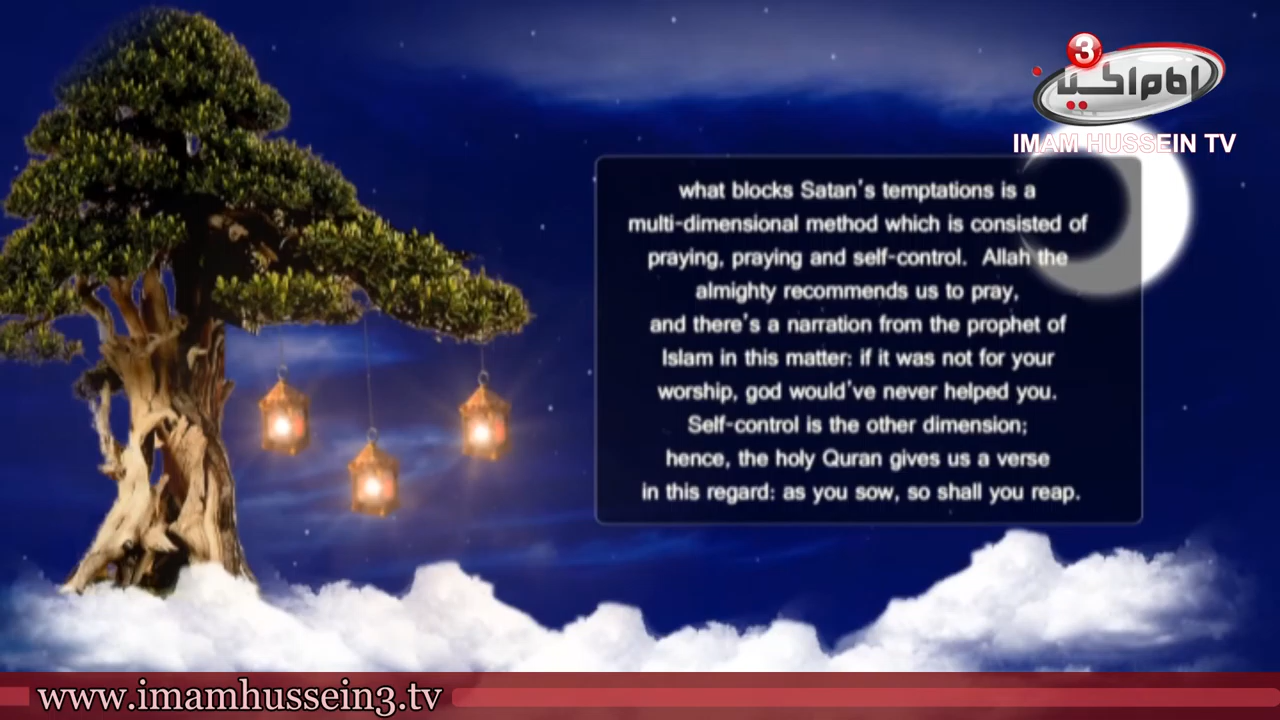 3
IMAM HUSSEIN TV
what blocks Satan's temptations is a
multi-dimensional method which is consisted of
praying, praying and self-control.  Allah the
almighty recommends us to pray,
and there's a narration from the prophet of
Islam in this matter: if it was not for your
worship, god would've never helped you.
Self-control is the other dimension;
hence, the holy Quran gives us a verse
in this regard: as you sow, so shall you reap.
www.imamhussein3.tv